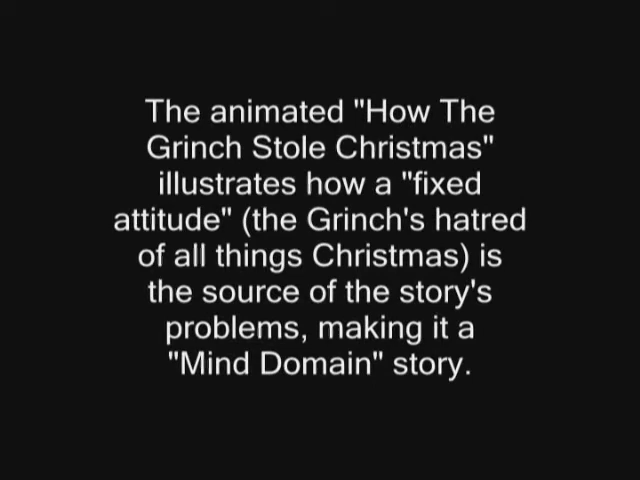 The animated "How The
Grinch Stole Christmas"
illustrates how a "fixed
attitude" (the Grinch's hatred
of all things Christmas) is
the source of the story's
problems, making it a
"Mind Domain" story.